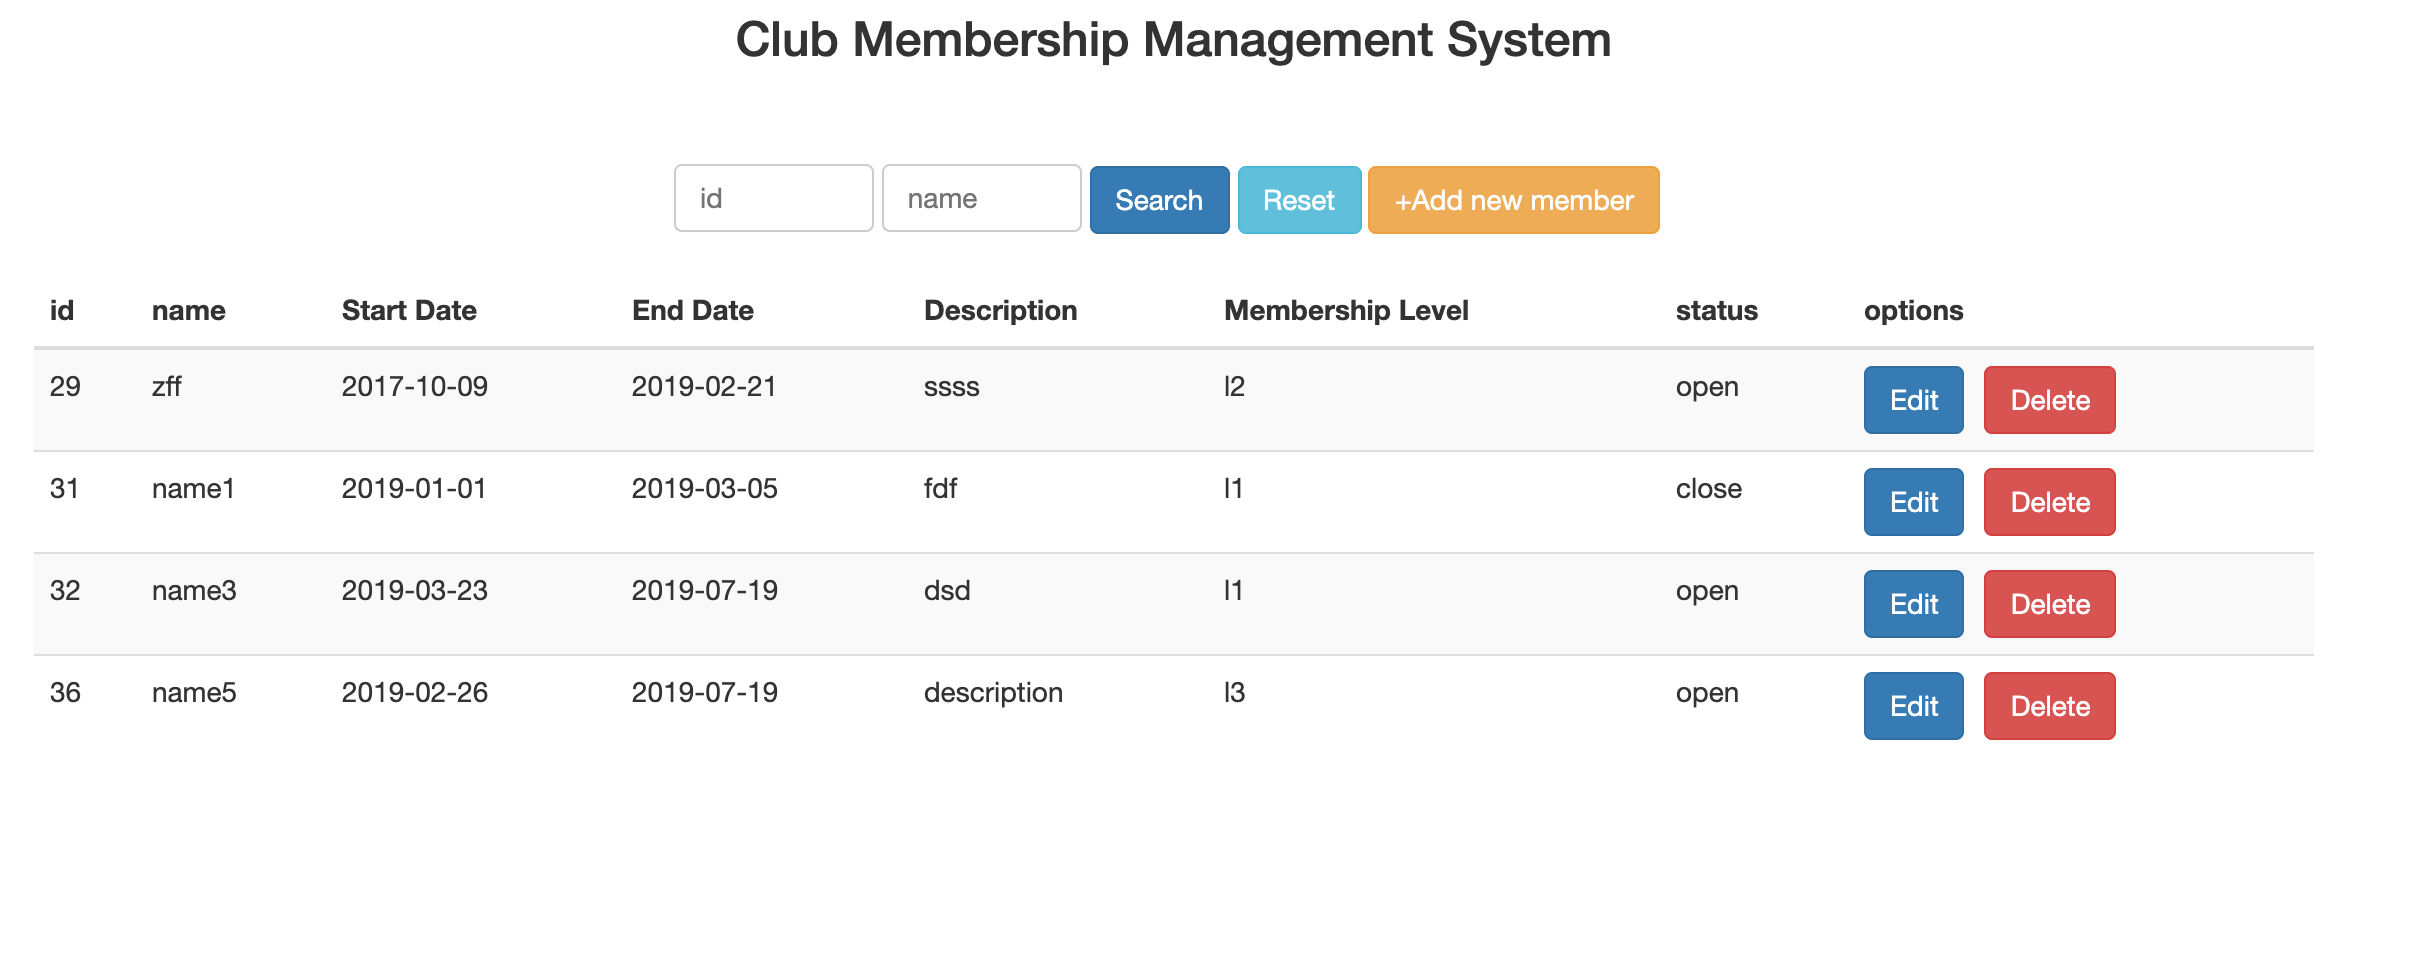 Club Membership Management System
id name Search Reset +Add new member
id name Start Date End Date Description Membership Level status options
29 zff 2017-10-09 2019-02-21 ssss l2 open Edit Delete
31 name1 2019-01-01 2019-03-05 fdf l1 close Edit Delete
32 name3 2019-03-23 2019-07-19 dsd l1 open Edit Delete
36 name5 2019-02-26 2019-07-19 description l3 open Edit Delete